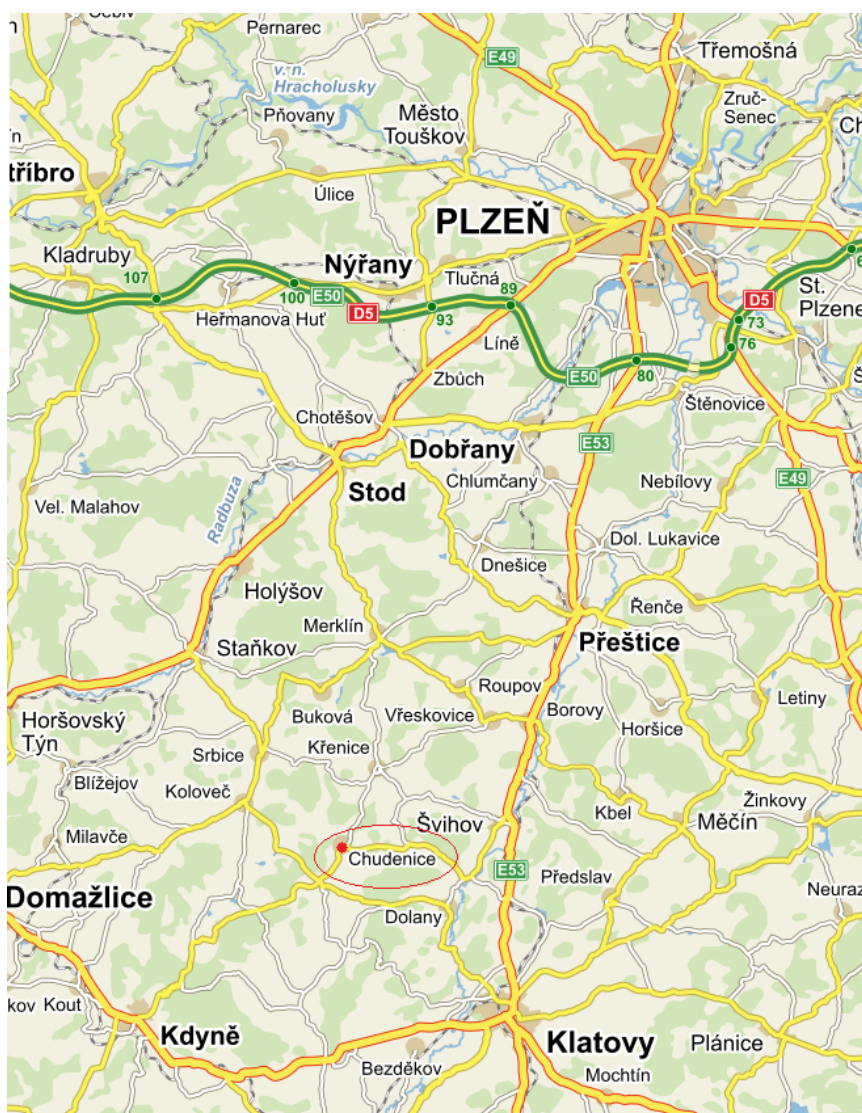 Pernarec
E49
Třemošná
v. n.
Hracholusky
Zruč-
Senec
Pňovany
Město
Touškov
tříbro
Úlice
PLZEŇ
Kladruby
Nýřany
Tlučná
107
100
E50
D5
93
89
D5
St.
Plzene
73
76
Heřmanova Huť
Líně
Zbůch
E50
80
Štěnovice
Chotěšov
Dobřany
E53
Stod
Chlumčany
Nebílovy
E49
Vel. Malahov
Radbuza
Dol. Lukavice
Dnešice
Holýšov
Řenče
Merklín
Staňkov
Přeštice
Roupov
Letiny
Horšovský
Týn
Buková
Vřeskovice
Borovy
Horšice
Srbice
Křenice
Blížejov
Koloveč
Kbel
Žinkovy
Milavče
Švihov
Měčín
Chudenice
E53
Předslav
Domažlice
Dolany
Neuraz
kov
Kout
Kdyně
Klatovy
Plánice
Bezděkov
Mochtín